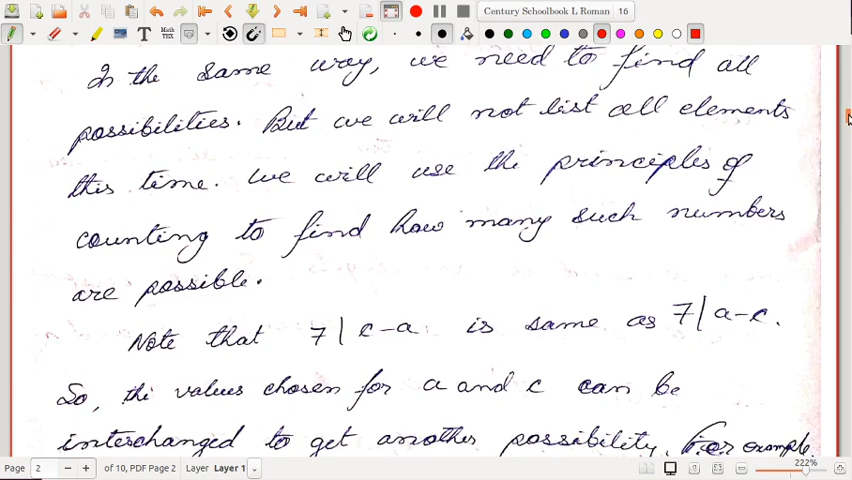 Century Schoolbook L Roman 16
T Math TEX
In the same way, we need to find all
possibilities. But we will not list all elements
this time. We will use the principles of
counting to find how many such numbers
are possible.
Note that 7 | c-a is same as 7 | a-c.
So, the values chosen for a and c can be
interchanged to get another possibility. For example
Page 2 of 10, PDF Page 2 Layer Layer 1 222%